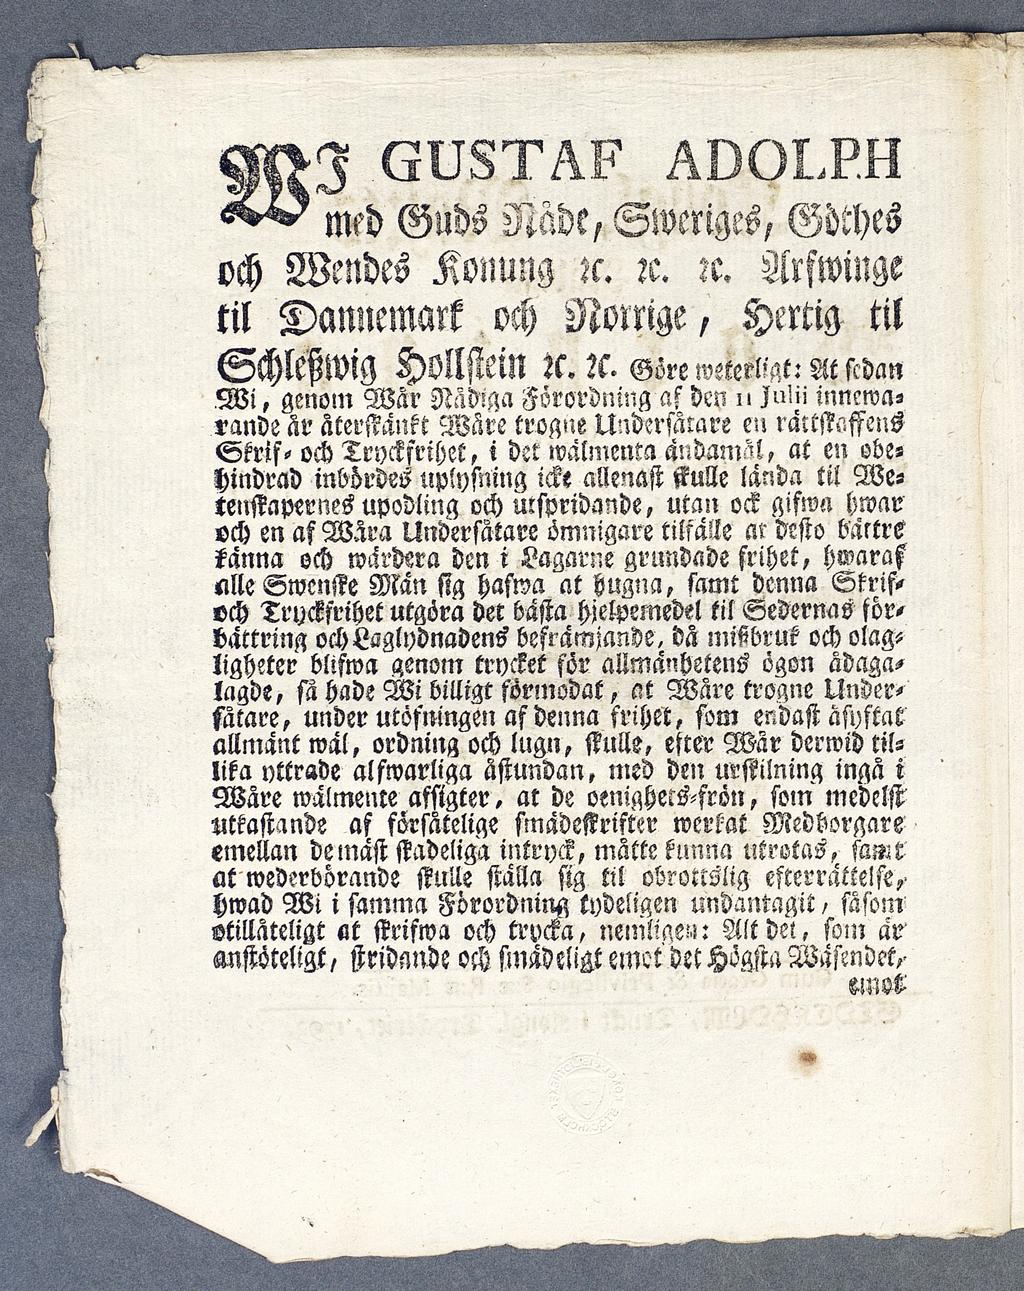 WJ GUSTAF ADOLPH
med Guds Nåde, Sweriges, Göthes
och Wendes Konung ꝛc. ꝛc. ꝛc. Arfwinge
til Dannemark och Norrige, Hertig til
Schleßwig Hollstein ꝛc. ꝛc. Göre weterligt: At sedan
Wi, genom Wår Nådiga Förordning af den 11 Julii innewa-
rande år återskänkt Wåre trogne Undersåtare en rättskaffens
Skrif- och Tryckfrihet, i det wälmenta ändamål, at en obe-
hindrad inbördes uplysning icke allenast skulle lända til We-
tenskapernes upodling och utspridande, utan ock gifwa hwar
och en af Wåra Undersåtare ömnigare tilfälle at desto bättre
känna och wärdera den i Lagarne grundade frihet, hwaraf
alle Swenske Män sig hafwa at hugna, samt denna Skrif-
och Tryckfrihet utgöra det bästa hjelpemedel til Sedernas för-
bättring och Laglydnadens befrämjande, då mißbruk och olag-
ligheter blifwa genom trycket för allmänhetens ögon ådaga-
lagde, så hade Wi billigt förmodat, at Wåre trogne Under-
såtare, under utöfningen af denna frihet, som endast åsyftat
allmänt wäl, ordning och lugn, skulle, efter Wår derwid til-
lika yttrade alfwarliga åstundan, med den urskilning ingå i
Wåre wälmente afsigter, at de oenighets-frön, som medelst
utkastande af försåtelige smädeskrifter werkat Medborgare
emellan de mäst skadeliga intryck, måtte kunna utrotas, samt
at wederbörande skulle ställa sig til obrottslig efterrättelse,
hwad Wi i samma Förordning tydeligen undantagit, såsom
otillåteligt at skrifwa och trycka, nemligen: Alt det, som är
anstöteligt, stridande och smädeligt emot det Högsta Wäsendet,
emot